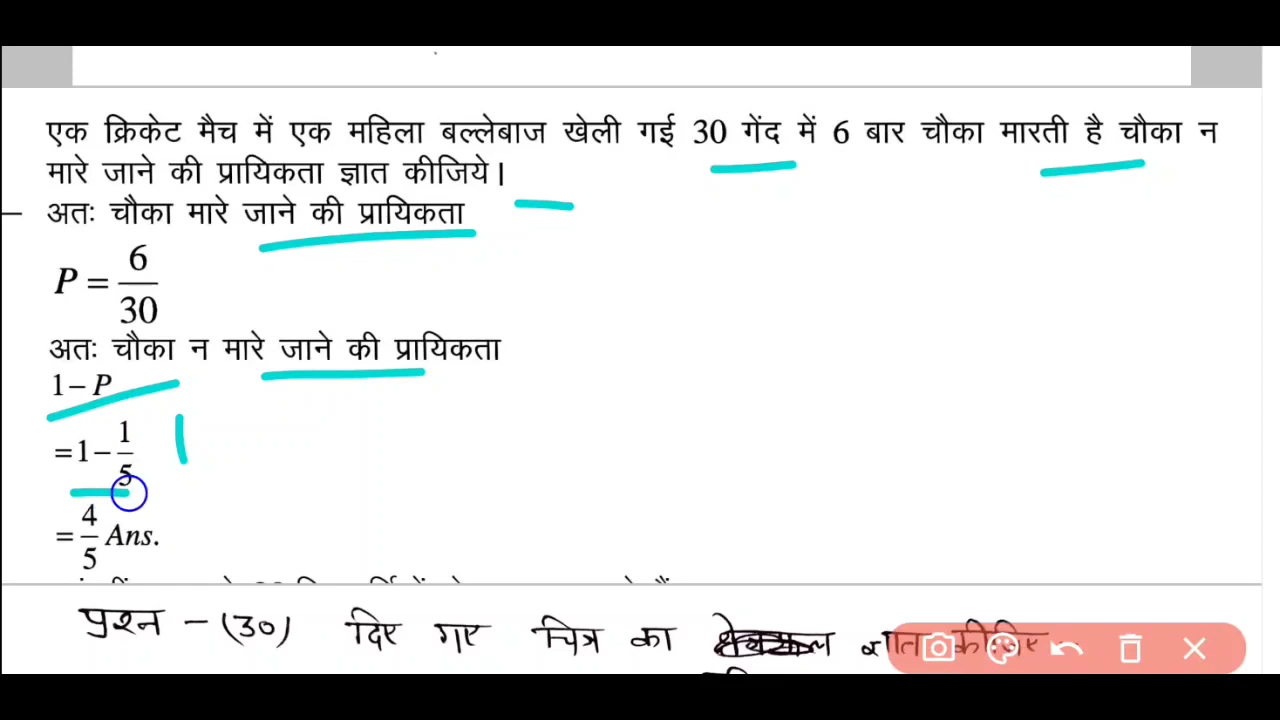 एक क्रिकेट मैच में एक महिला बल्लेबाज खेली गई 30 गेंद में 6 बार चौका मारती है चौका न
मारे जाने की प्रायिकता ज्ञात कीजिये।
अतः चौका मारे जाने की प्रायिकता
P = 6/30
अतः चौका न मारे जाने की प्रायिकता
1 – P
= 1 – 1/5
= 4/5 Ans.
प्रश्न - (30) दिए गए चित्र का ज्ञात कीजिए